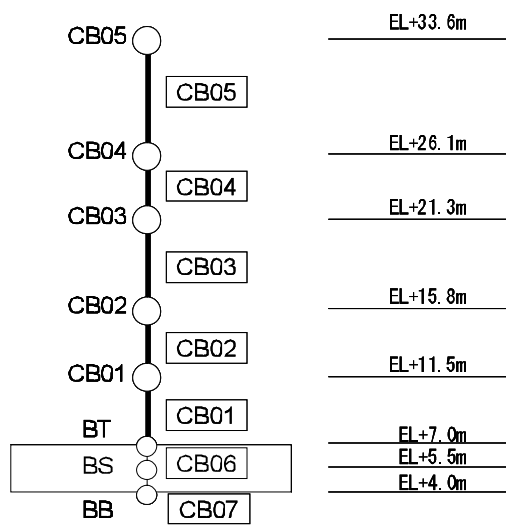 CB05 EL+33.6m
CB05
CB04 EL+26.1m
CB04
CB03 EL+21.3m
CB03
CB02 EL+15.8m
CB02
CB01 EL+11.5m
CB01
BT EL+7.0m
BS CB06 EL+5.5m
BB CB07 EL+4.0m